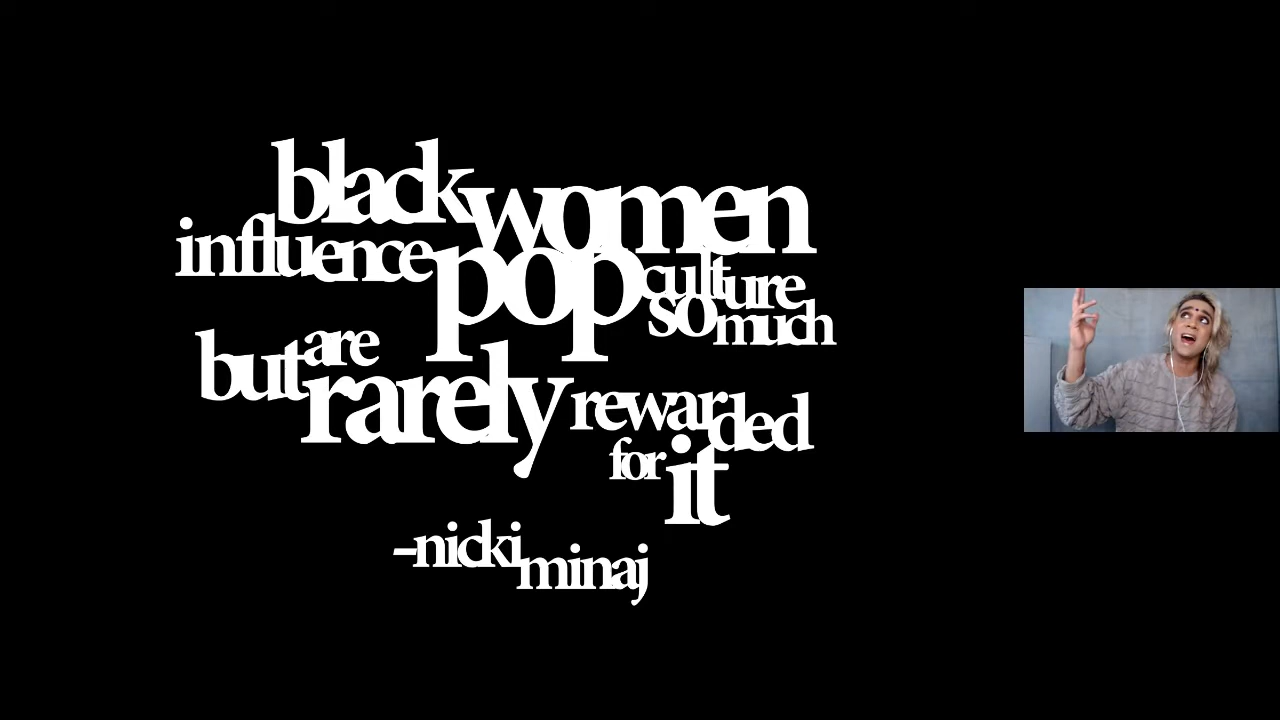 black women
influence pop culture
so much
but are
rarely rewarded
for it
–nicki minaj